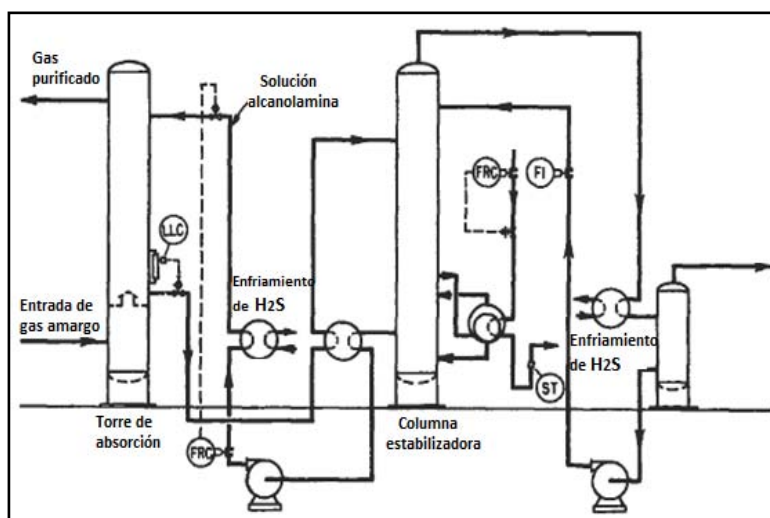 Gas
purificado
Solución
alcanolamina
LLC
FRC
FI
Entrada de
gas amargo
Enfriamiento
de H2S
Enfriamiento
de H2S
ST
Torre de
absorción
Columna
estabilizadora
FRC